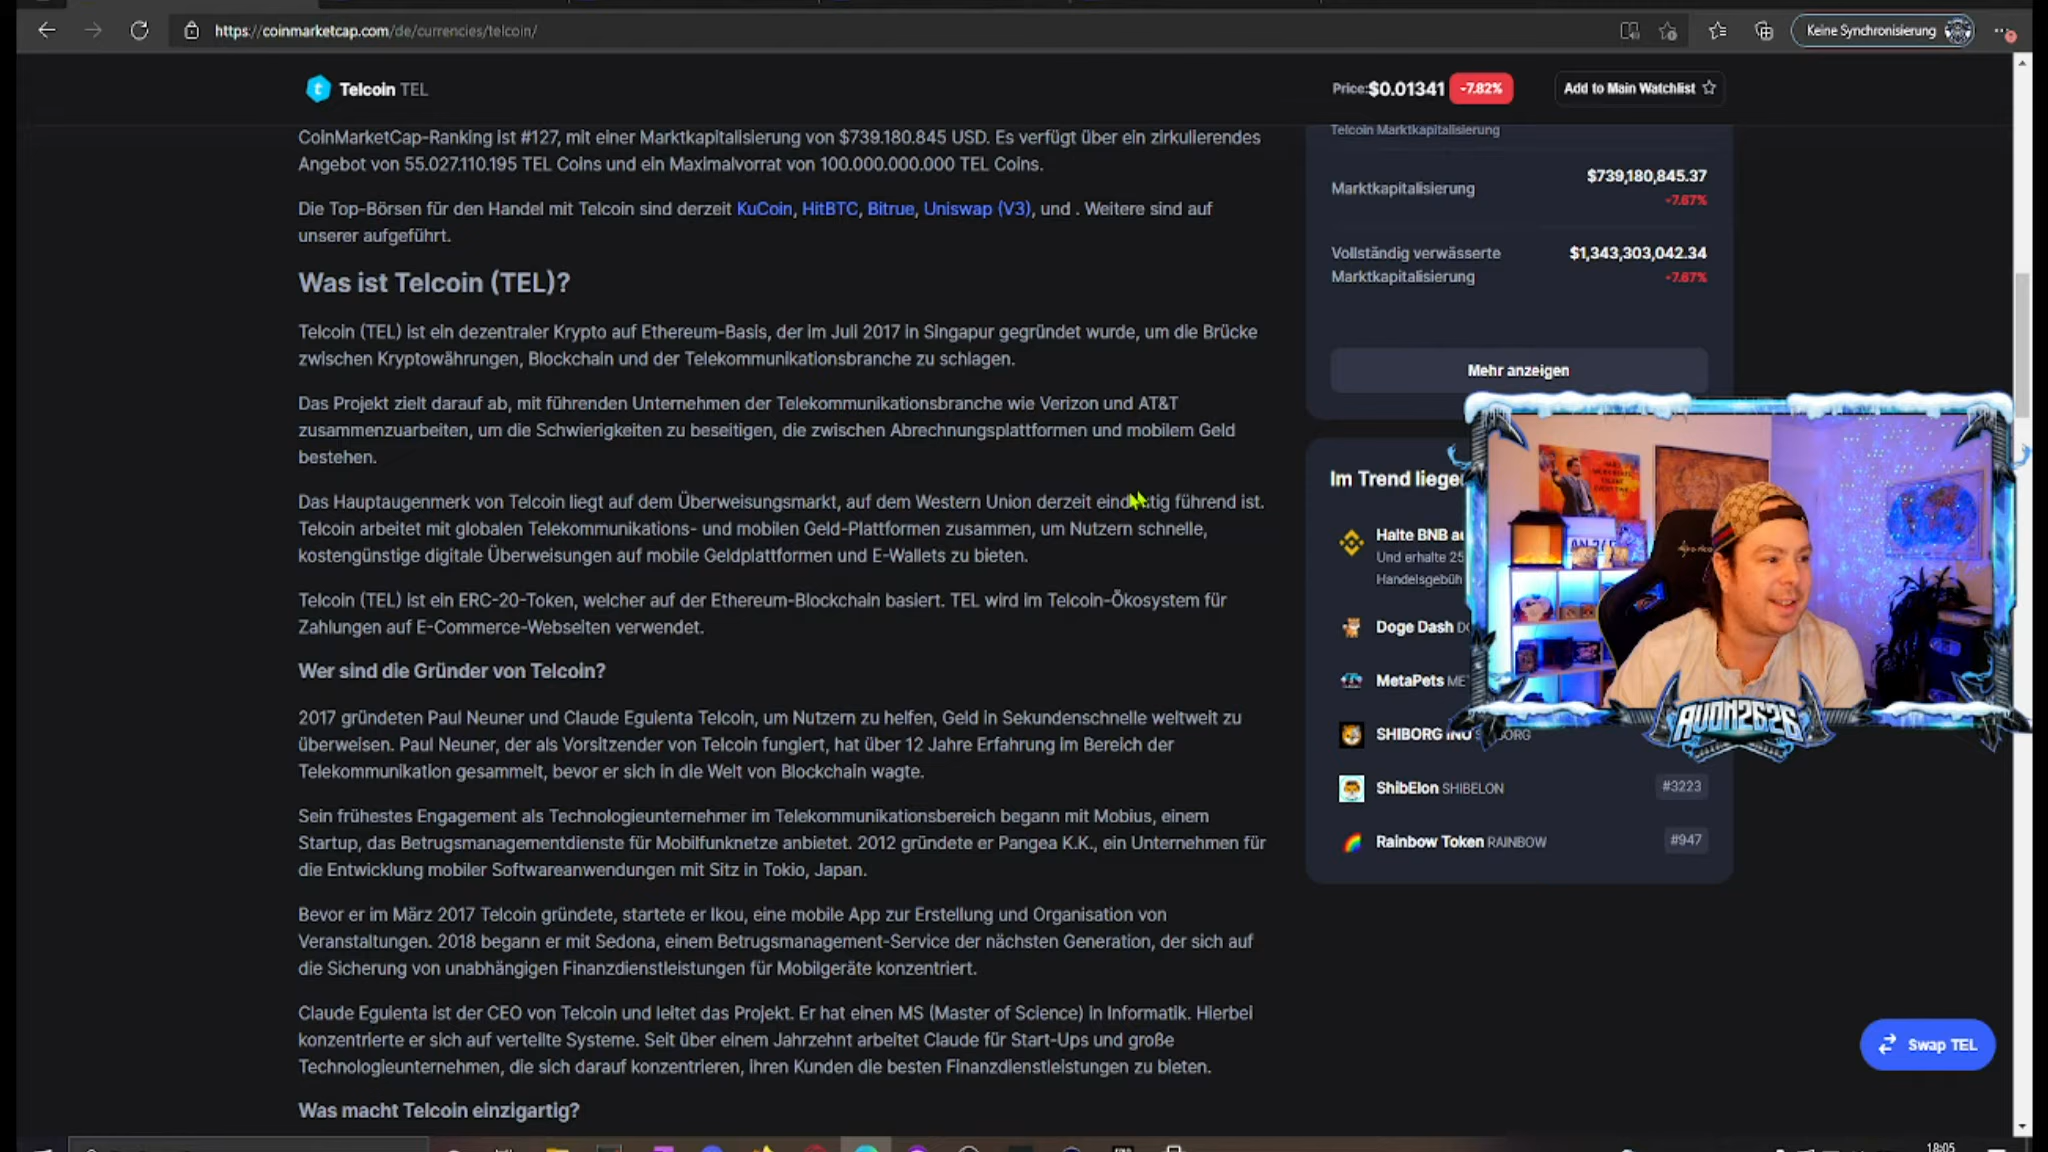 https://coinmarketcap.com/de/currencies/telcoin/
Keine Synchronisierung
Telcoin TEL
Price:$0.01341 -7.82%
Add to Main Watchlist
CoinMarketCap-Ranking ist #127, mit einer Marktkapitalisierung von $739.180.845 USD. Es verfügt über ein zirkulierendes
Angebot von 55.027.110.195 TEL Coins und ein Maximalvorrat von 100.000.000.000 TEL Coins.
Die Top-Börsen für den Handel mit Telcoin sind derzeit KuCoin, HitBTC, Bitrue, Uniswap (V3), und . Weitere sind auf
unserer aufgeführt.
Was ist Telcoin (TEL)?
Telcoin (TEL) ist ein dezentraler Krypto auf Ethereum-Basis, der im Juli 2017 in Singapur gegründet wurde, um die Brücke
zwischen Kryptowährungen, Blockchain und der Telekommunikationsbranche zu schlagen.
Das Projekt zielt darauf ab, mit führenden Unternehmen der Telekommunikationsbranche wie Verizon und AT&T
zusammenzuarbeiten, um die Schwierigkeiten zu beseitigen, die zwischen Abrechnungsplattformen und mobilem Geld
bestehen.
Das Hauptaugenmerk von Telcoin liegt auf dem Überweisungsmarkt, auf dem Western Union derzeit führend ist.
Telcoin arbeitet mit globalen Telekommunikations- und mobilen Geld-Plattformen zusammen, um Nutzern schnelle,
kostengünstige digitale Überweisungen auf mobile Geldplattformen und E-Wallets zu bieten.
Telcoin (TEL) ist ein ERC-20-Token, welcher auf der Ethereum-Blockchain basiert. TEL wird im Telcoin-Ökosystem für
Zahlungen auf E-Commerce-Webseiten verwendet.
Wer sind die Gründer von Telcoin?
2017 gründeten Paul Neuner und Claude Eguienta Telcoin, um Nutzern zu helfen, Geld in Sekundenschnelle weltweit zu
überweisen. Paul Neuner, der als Vorsitzender von Telcoin fungiert, hat über 12 Jahre Erfahrung im Bereich der
Telekommunikation gesammelt, bevor er sich in die Welt von Blockchain wagte.
Sein frühestes Engagement als Technologieunternehmer im Telekommunikationsbereich begann mit Mobius, einem
Startup, das Betrugsmanagementdienste für Mobilfunknetze anbietet. 2012 gründete er Pangea K.K., ein Unternehmen für
die Entwicklung mobiler Softwareanwendungen mit Sitz in Tokio, Japan.
Bevor er im März 2017 Telcoin gründete, startete er Ikou, eine mobile App zur Erstellung und Organisation von
Veranstaltungen. 2018 begann er mit Sedona, einem Betrugsmanagement-Service der nächsten Generation, der sich auf
die Sicherung von unabhängigen Finanzdienstleistungen für Mobilgeräte konzentriert.
Claude Eguienta ist der CEO von Telcoin und leitet das Projekt. Er hat einen MS (Master of Science) in Informatik. Hierbei
konzentrierte er sich auf verteilte Systeme. Seit über einem Jahrzehnt arbeitet Claude für Start-Ups und große
Technologieunternehmen, die sich darauf konzentrieren, ihren Kunden die besten Finanzdienstleistungen zu bieten.
Was macht Telcoin einzigartig?
Telcoin Marktkapitalisierung
Marktkapitalisierung
$739,180,845.37
-7.67%
Vollständig verwässerte
Marktkapitalisierung
$1,343,303,042.34
-7.67%
Mehr anzeigen
Im Trend liege
Halte BNB au
Und erhalte 25
Handelsgebüh
Doge Dash
MetaPets
SHIBORG INU
ShibElon SHIBELON #3223
Rainbow Token RAINBOW #947
AVON2626
Swap TEL
18:05